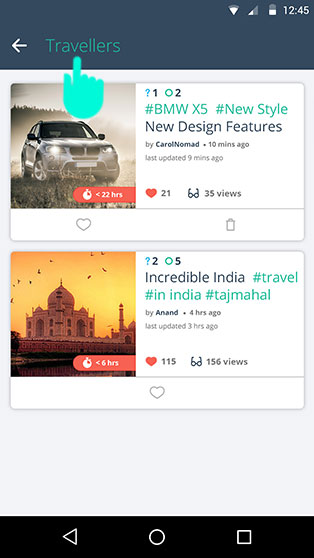 12:45
Travellers
?1 2
#BMW X5 #New Style
New Design Features
by CarolNomad • 10 mins ago
last updated 9 mins ago
< 22 hrs
21 35 views
?2 5
Incredible India #travel
#in india #tajmahal
by Anand • 4 hrs ago
last updated 3 hrs ago
< 6 hrs
115 156 views